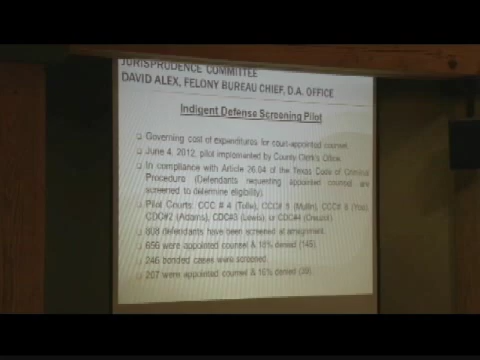 JURISPRUDENCE COMMITTEE
DAVID ALEX, FELONY BUREAU CHIEF, D.A. OFFICE
Indigent Defense Screening Pilot
Governing cost of expenditures for court-appointed counsel.
June 4, 2012, pilot implemented by County Clerk's Office.
In compliance with Article 26.04 of the Texas Code of Criminal
Procedure (Defendants requesting appointed counsel are
screened to determine eligibility).
Pilot Courts: CCC # 4 (Tolle), CCC# 5 (Mullin), CCC# 8
CDC#2 (Adams), CDC#3 (Lewis), or CDC#4
808 defendants have been screened at arraignment.
656 were appointed counsel & 18% denied (145).
246 bonded cases were screened.
207 were appointed counsel & 16% denied (39).